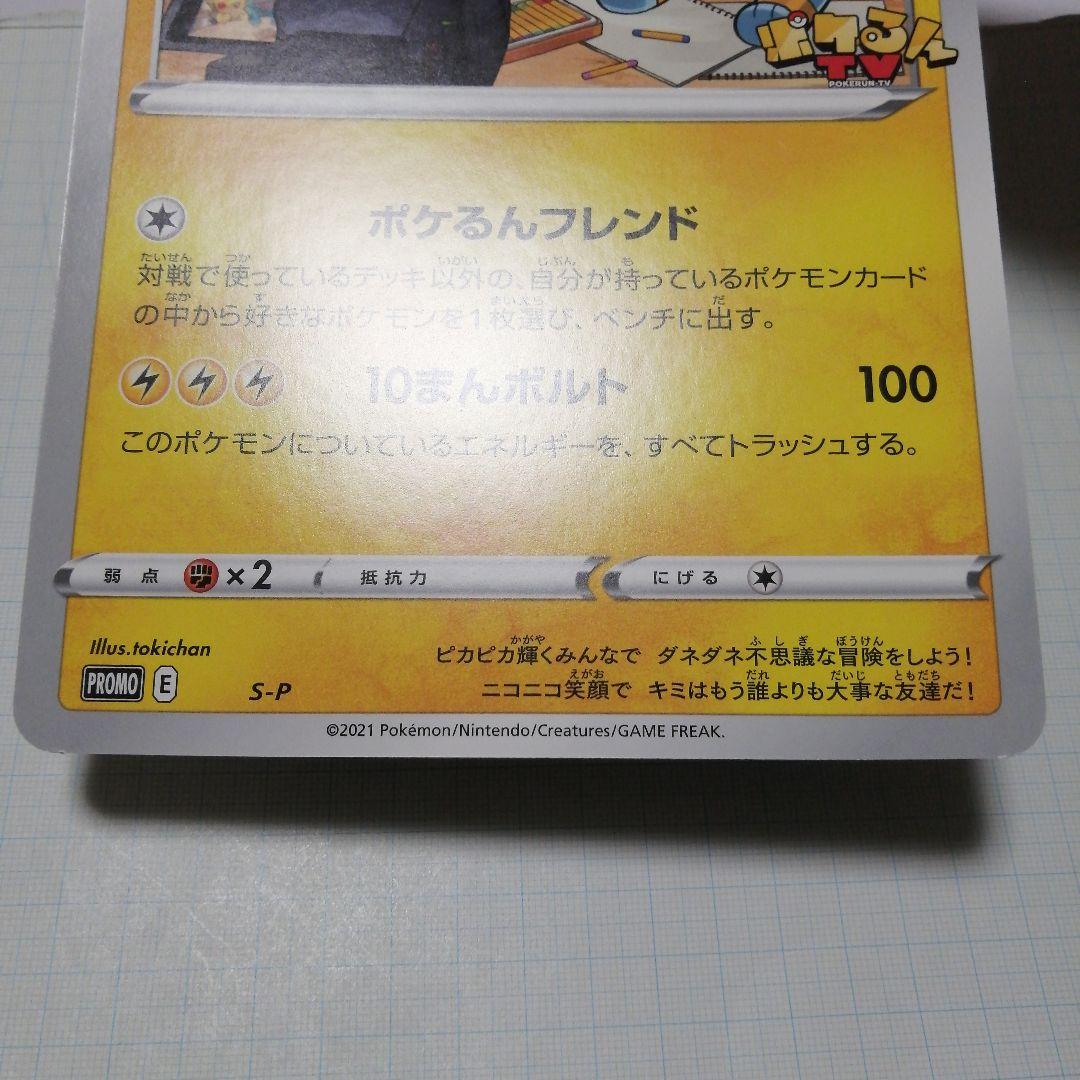 ポケるん
TV
POKERUN-TV
ポケるんフレンド
対戦で使っているデッキ以外の、自分が持っているポケモンカード
の中から好きなポケモンを1枚選び、ベンチに出す。
10まんボルト 100
このポケモンについているエネルギーを、すべてトラッシュする。
弱点 ×2 抵抗力 にげる
Illus.tokichan
ピカピカ輝くみんなで ダネダネ不思議な冒険をしよう!
ニコニコ笑顔で キミはもう誰よりも大事な友達だ!
PROMO E S-P
©2021 Pokémon/Nintendo/Creatures/GAME FREAK.